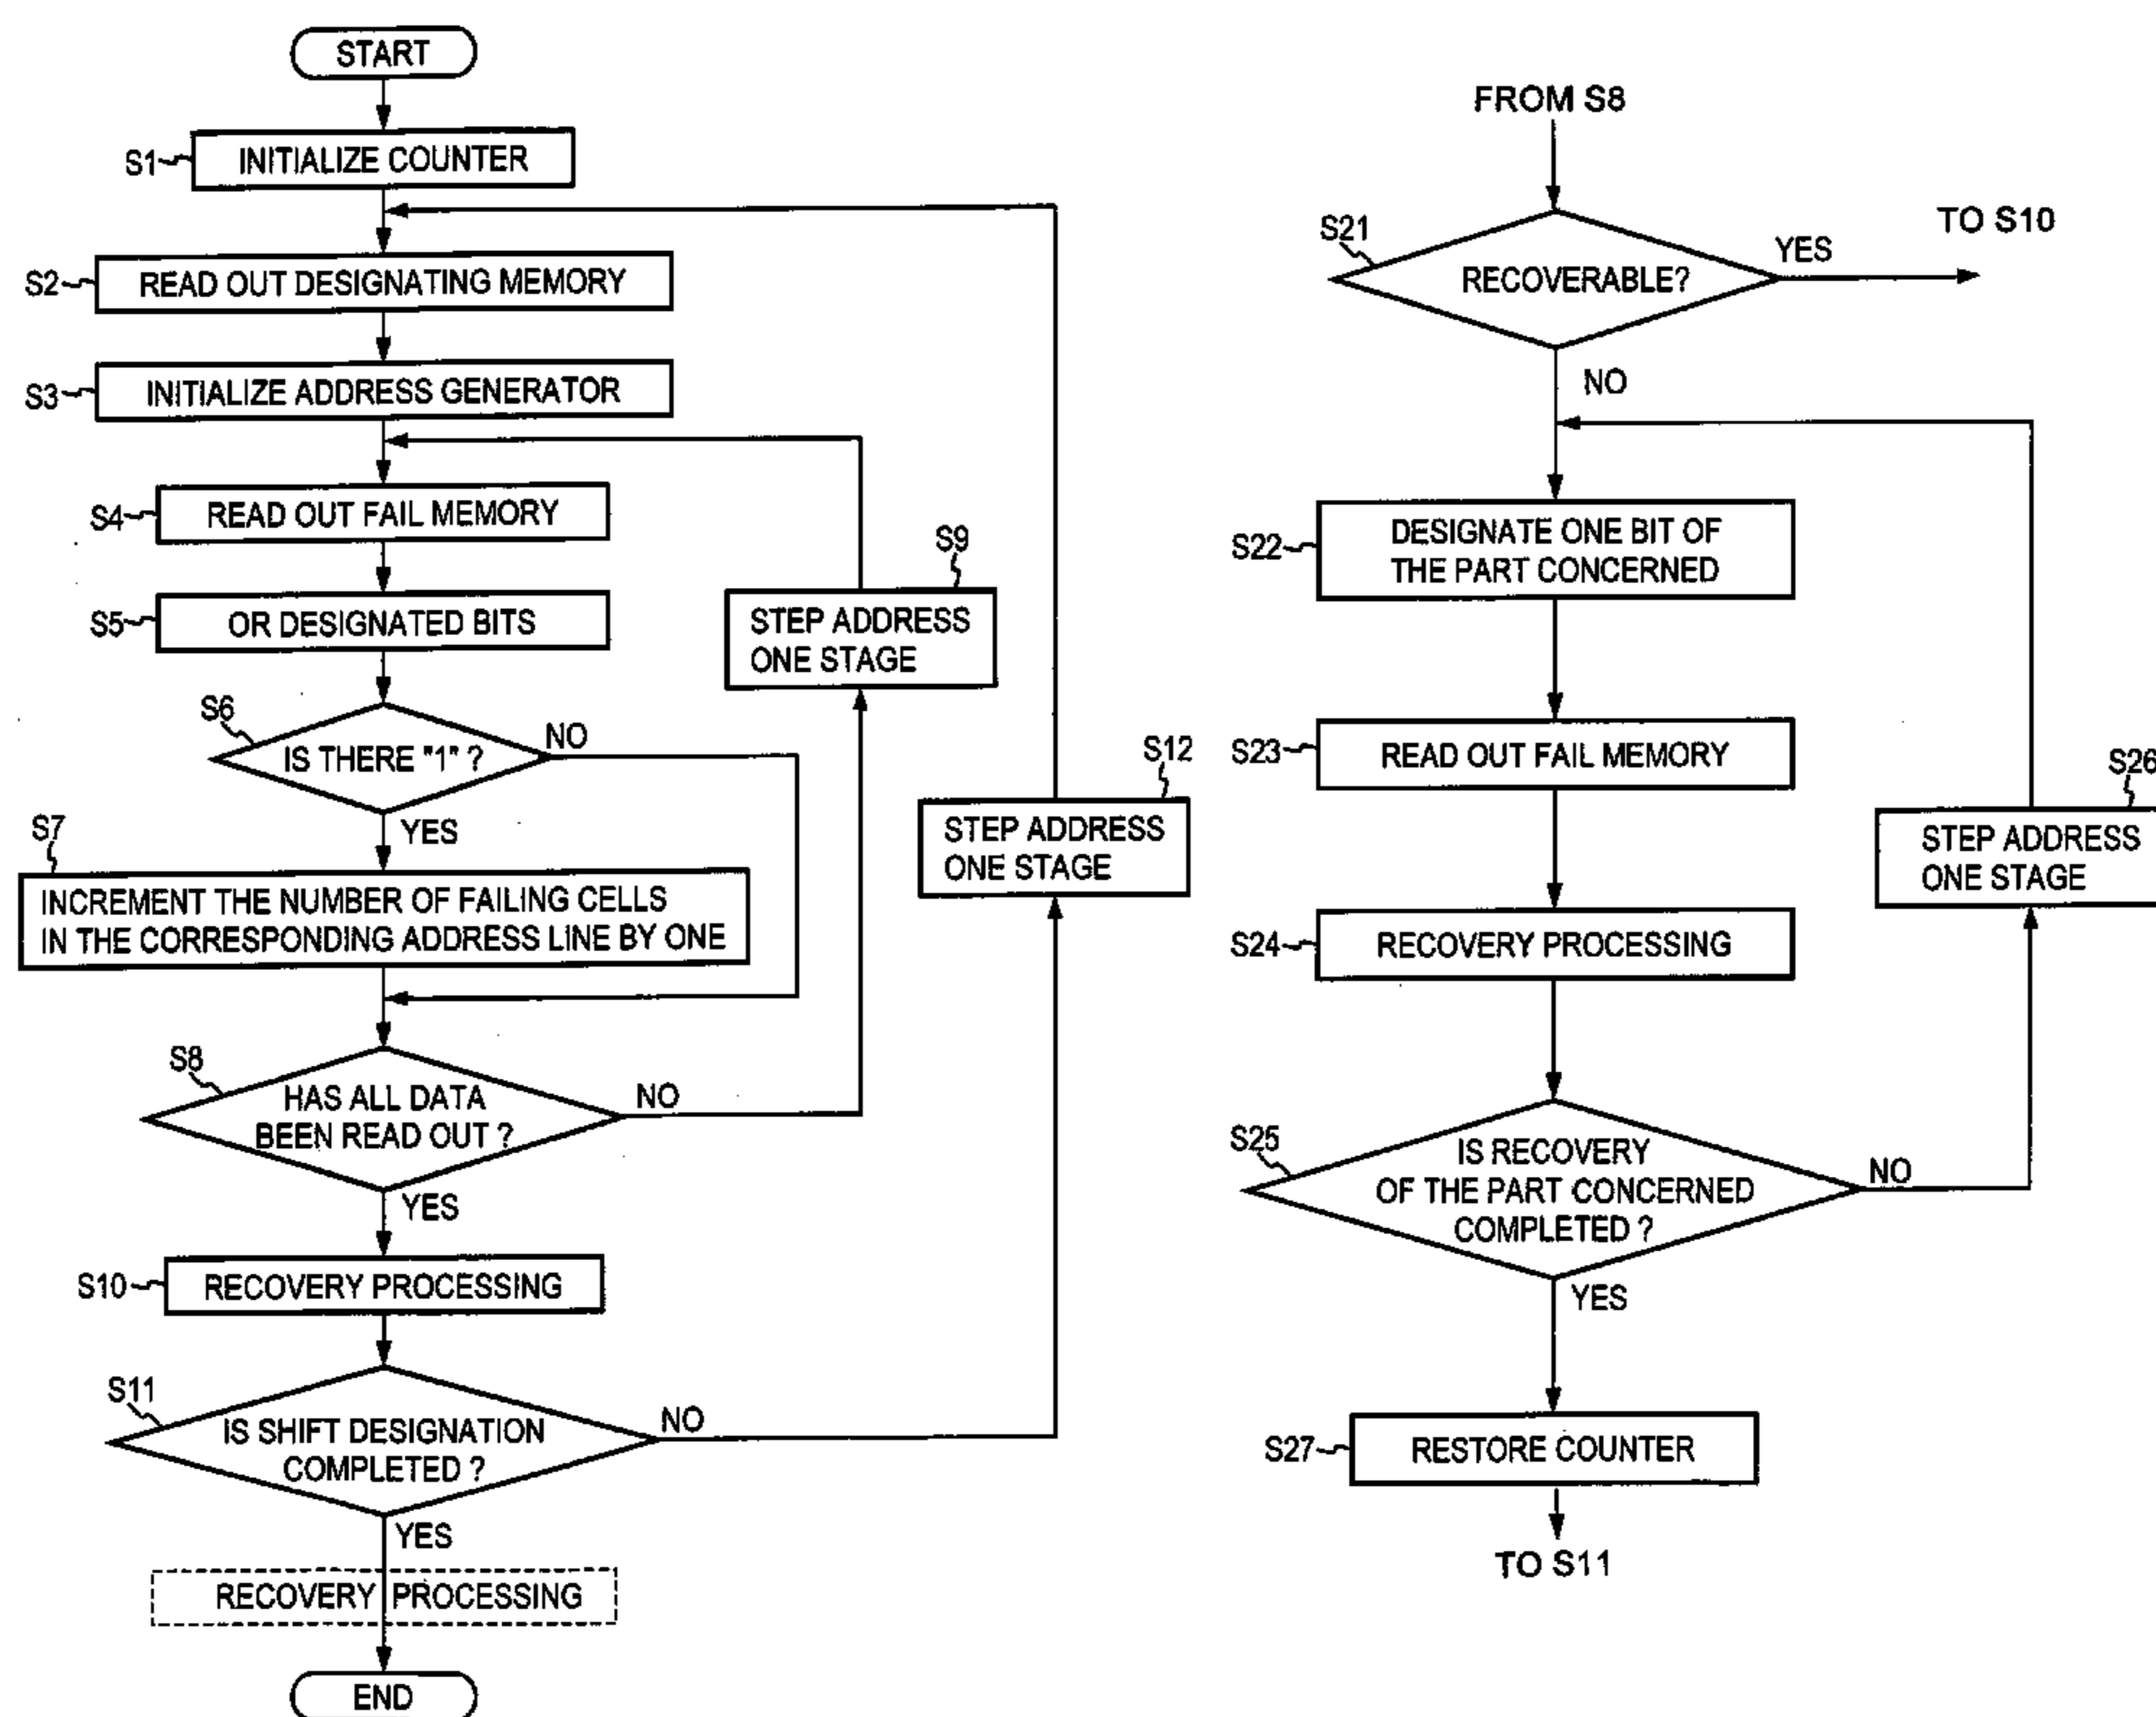 START
S1
INITIALIZE COUNTER
S2
READ OUT DESIGNATING MEMORY
S3
INITIALIZE ADDRESS GENERATOR
S4
READ OUT FAIL MEMORY
S5
OR DESIGNATED BITS
S6
IS THERE "1" ?
NO
YES
S7
INCREMENT THE NUMBER OF FAILING CELLS
IN THE CORRESPONDING ADDRESS LINE BY ONE
S8
HAS ALL DATA
BEEN READ OUT ?
NO
YES
S9
STEP ADDRESS
ONE STAGE
S10
RECOVERY PROCESSING
S11
IS SHIFT DESIGNATION
COMPLETED ?
NO
YES
S12
STEP ADDRESS
ONE STAGE
RECOVERY PROCESSING
END
FROM S8
S21
RECOVERABLE?
YES
TO S10
NO
S22
DESIGNATE ONE BIT OF
THE PART CONCERNED
S23
READ OUT FAIL MEMORY
S24
RECOVERY PROCESSING
S25
IS RECOVERY
OF THE PART CONCERNED
COMPLETED ?
NO
YES
S26
STEP ADDRESS
ONE STAGE
S27
RESTORE COUNTER
TO S11